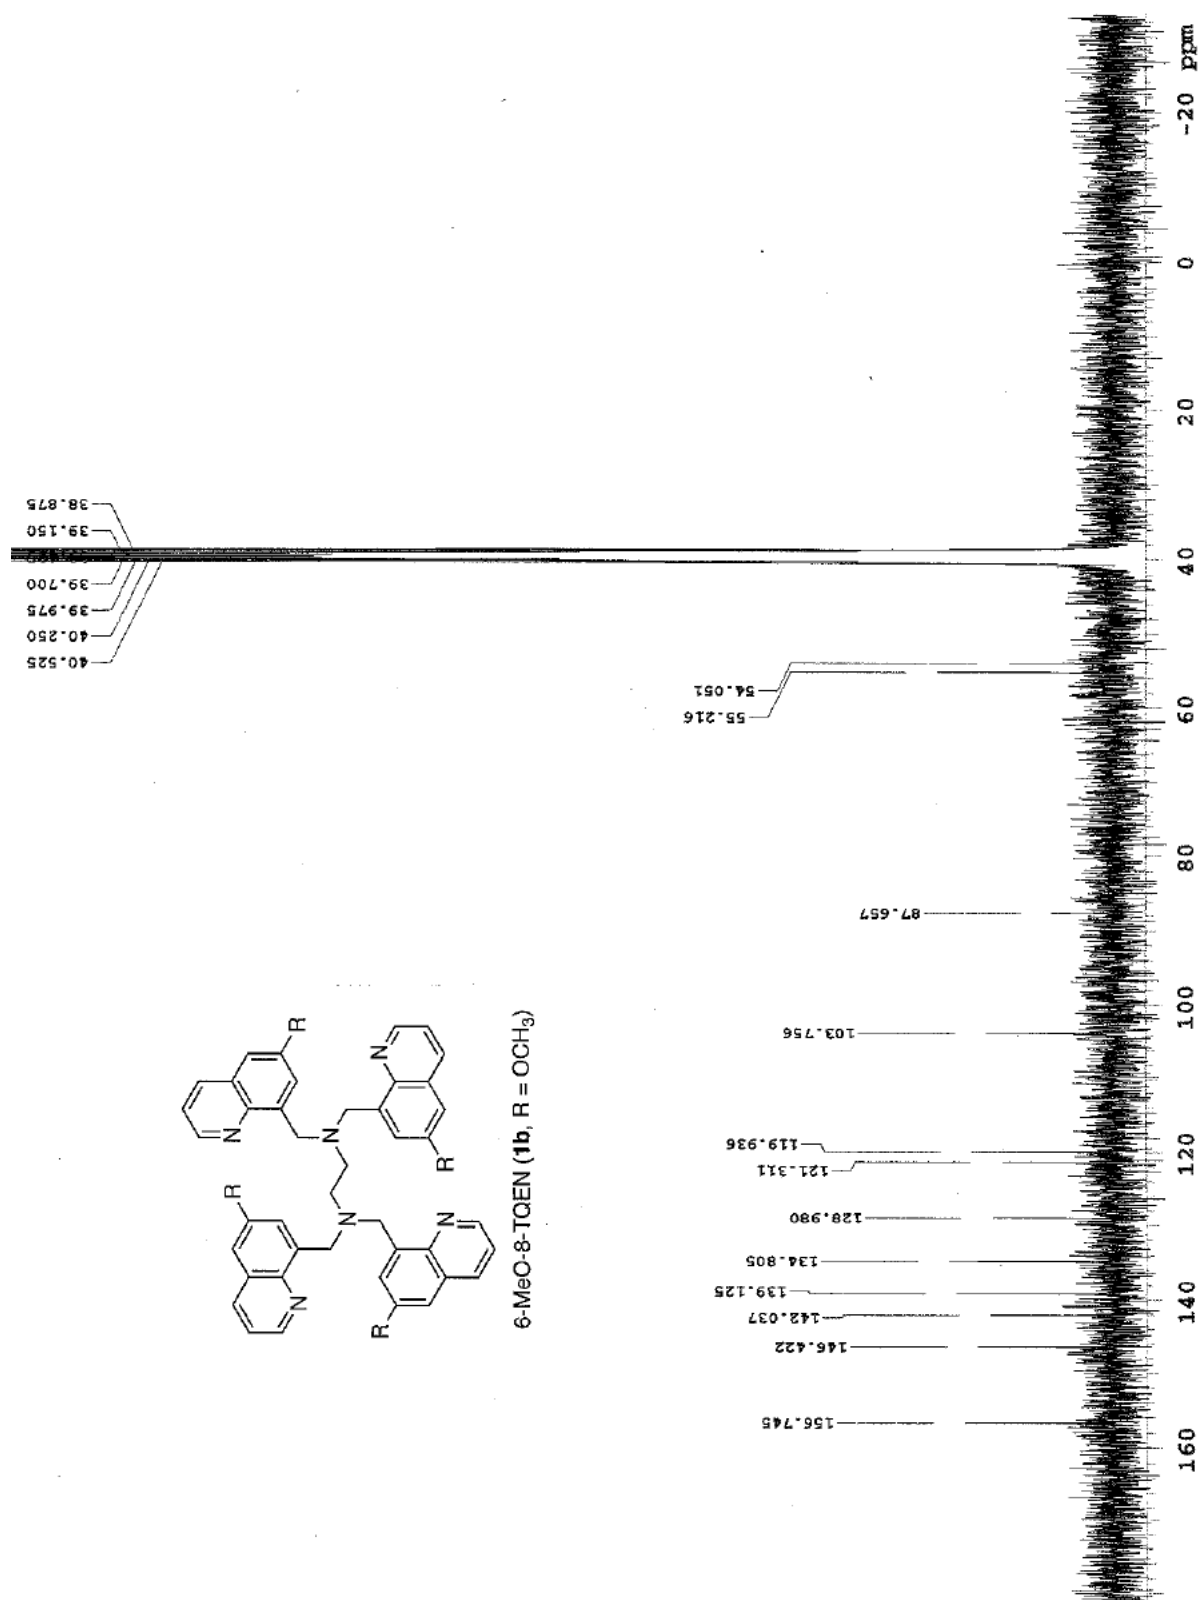 38.875
39.150
39.700
39.975
40.250
40.525
54.051
55.216
87.657
103.756
119.936
121.311
128.980
134.805
139.125
142.037
146.422
156.745
R
N
R
N
N
R
N
N
R
N
6-MeO-8-TQEN (1b, R = OCH3)
160 140 120 100 80 60 40 20 0 -20 ppm